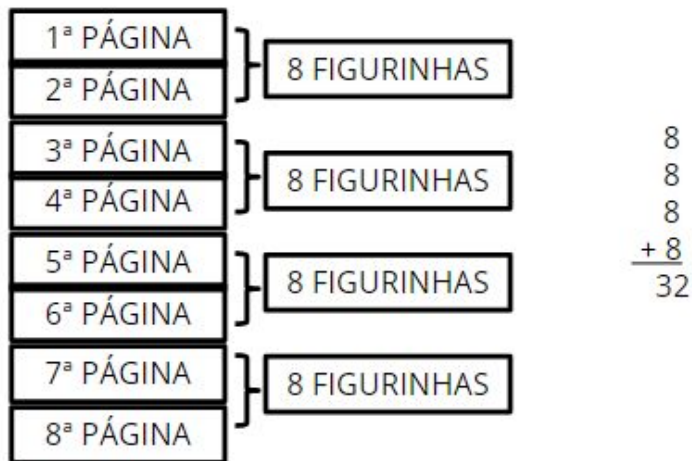 1ª PÁGINA
2ª PÁGINA
8 FIGURINHAS
3ª PÁGINA
4ª PÁGINA
8 FIGURINHAS
5ª PÁGINA
6ª PÁGINA
8 FIGURINHAS
7ª PÁGINA
8ª PÁGINA
8 FIGURINHAS
8
8
8
+ 8
32